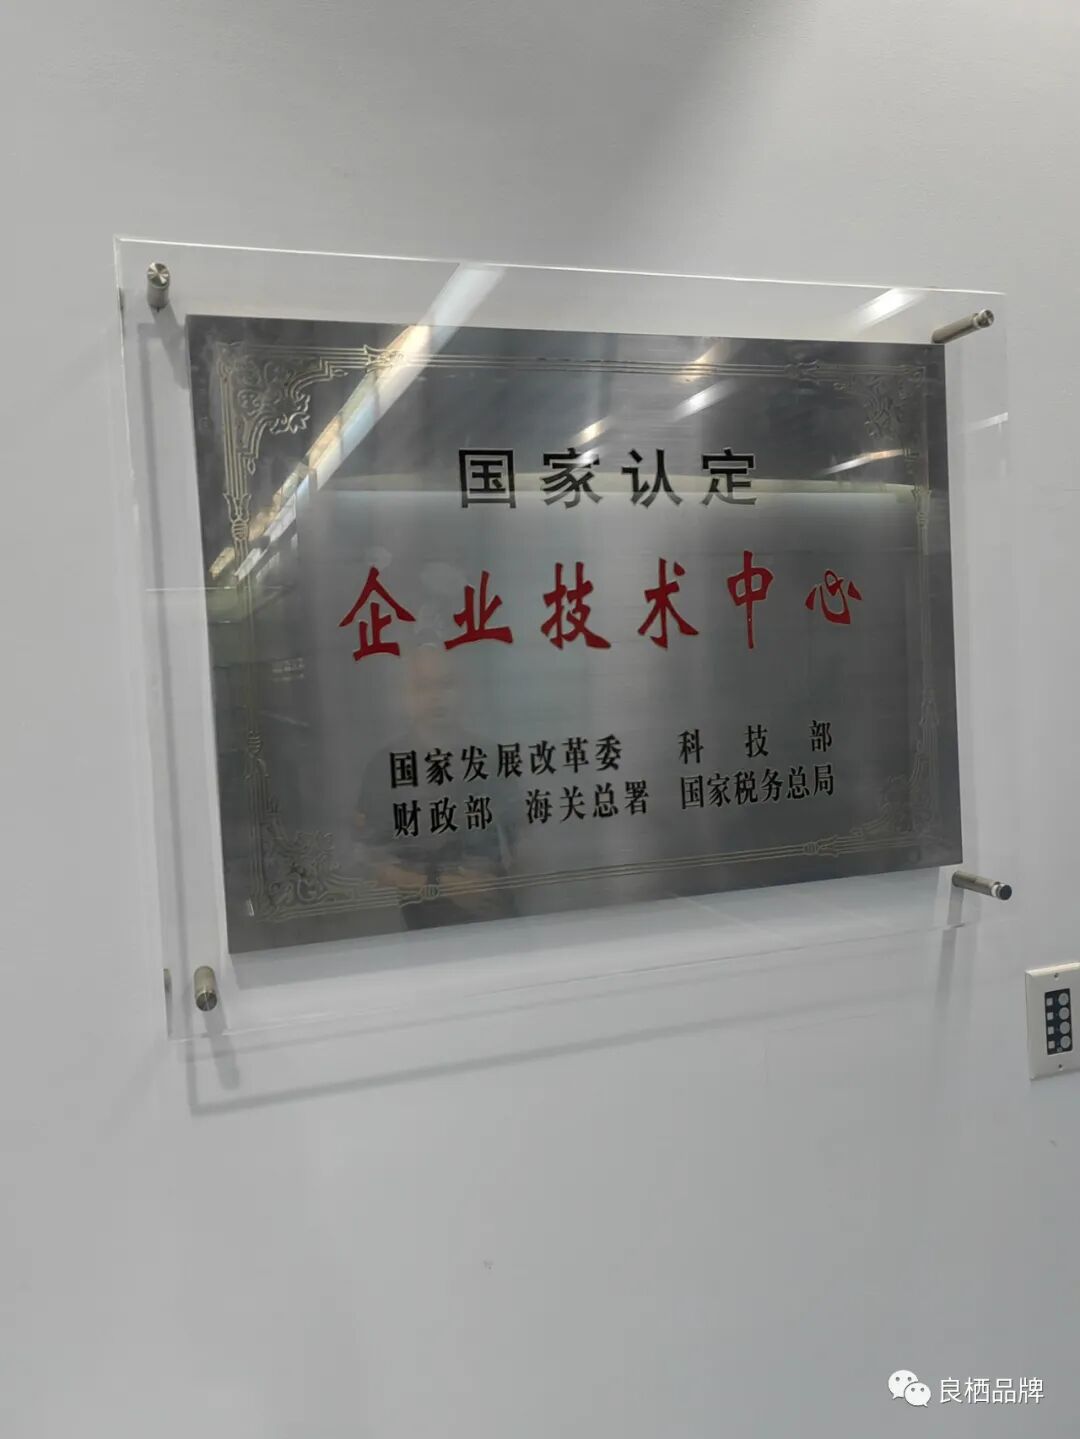 国家认定
企业技术中心
国家发展改革委 科技部
财政部 海关总署 国家税务总局
良栖品牌